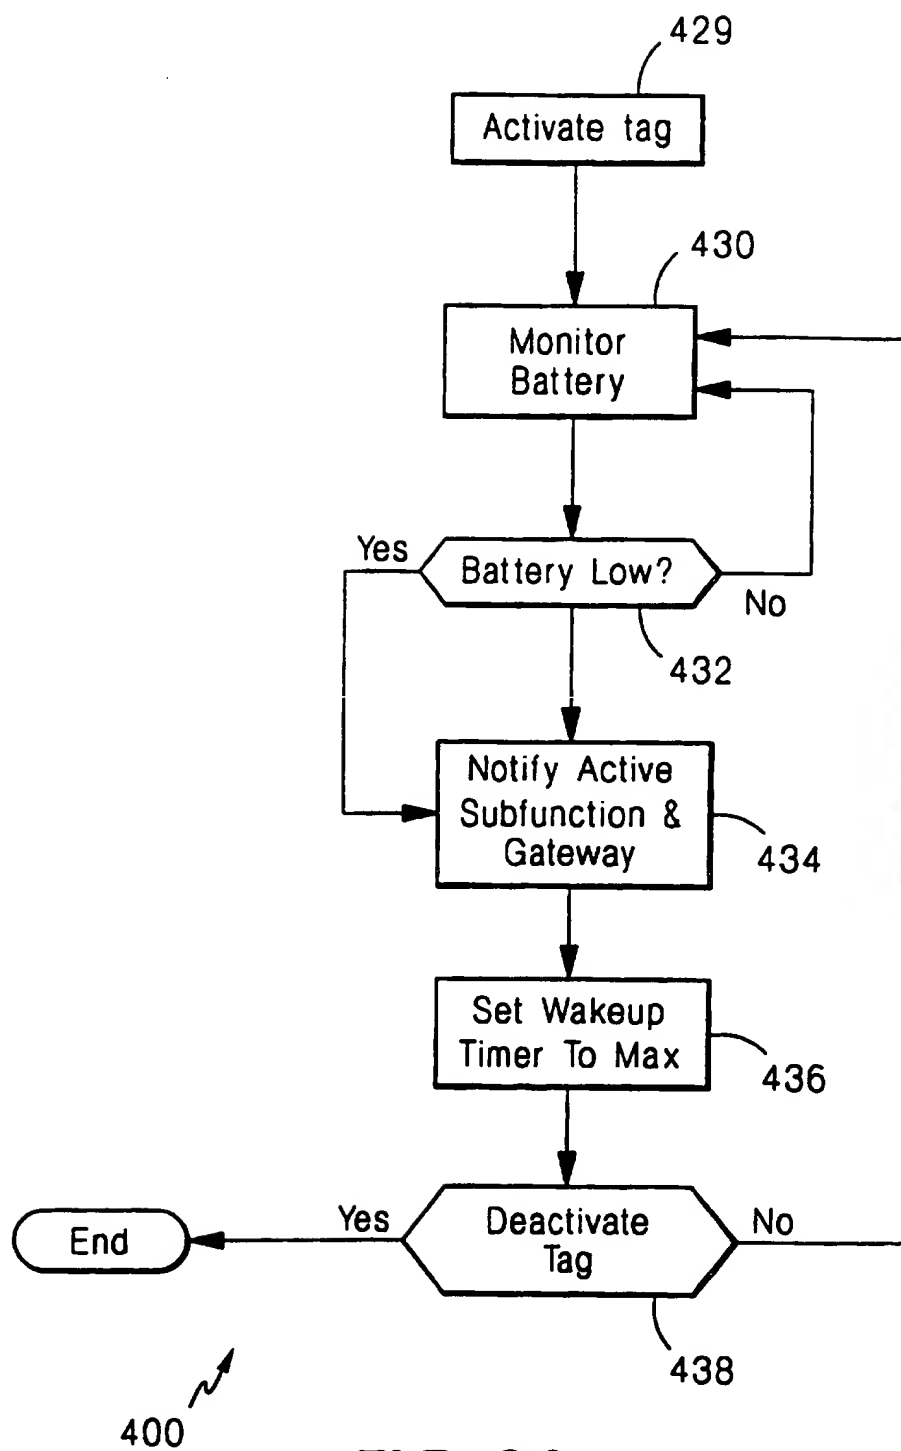 429
Activate tag
430
Monitor
Battery
Yes
Battery Low?
No
432
Notify Active
Subfunction &
Gateway
434
Set Wakeup
Timer To Max
436
End
Yes
Deactivate
Tag
No
438
400